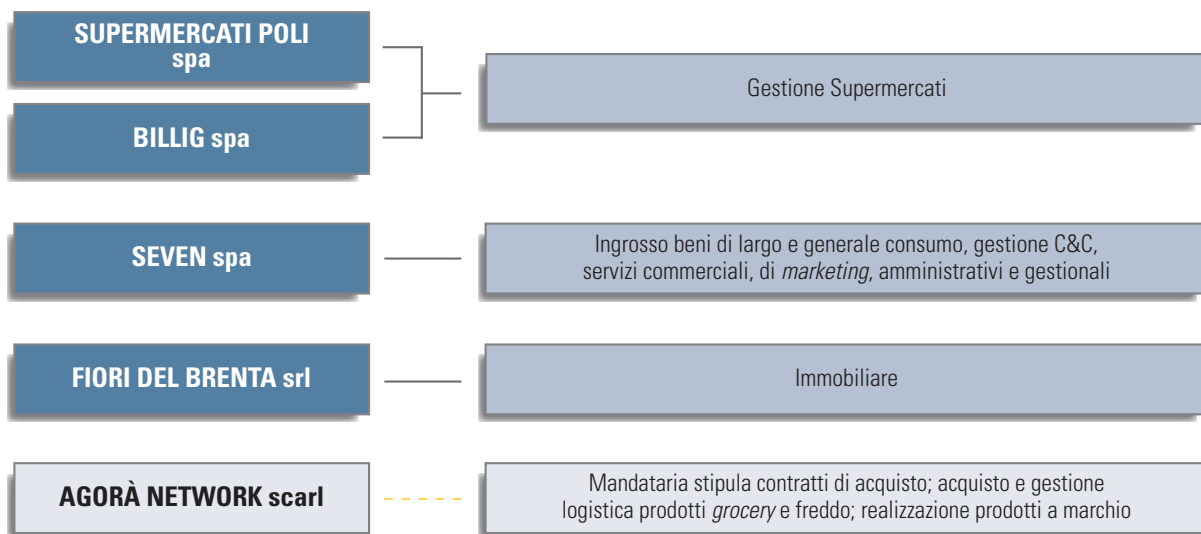 SUPERMERCATI POLI
spa
Gestione Supermercati
BILLIG spa
SEVEN spa
Ingrosso beni di largo e generale consumo, gestione C&C,
servizi commerciali, di marketing, amministrativi e gestionali
FIORI DEL BRENTA srl
Immobiliare
AGORÀ NETWORK scarl
Mandataria stipula contratti di acquisto; acquisto e gestione
logistica prodotti grocery e freddo; realizzazione prodotti a marchio